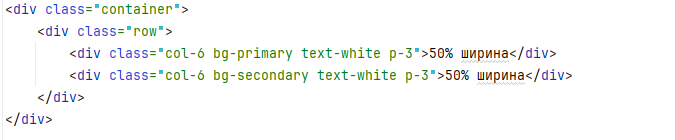 <div class="container">
    <div class="row">
        <div class="col-6 bg-primary text-white p-3">50% ширина</div>
        <div class="col-6 bg-secondary text-white p-3">50% ширина</div>
    </div>
</div>